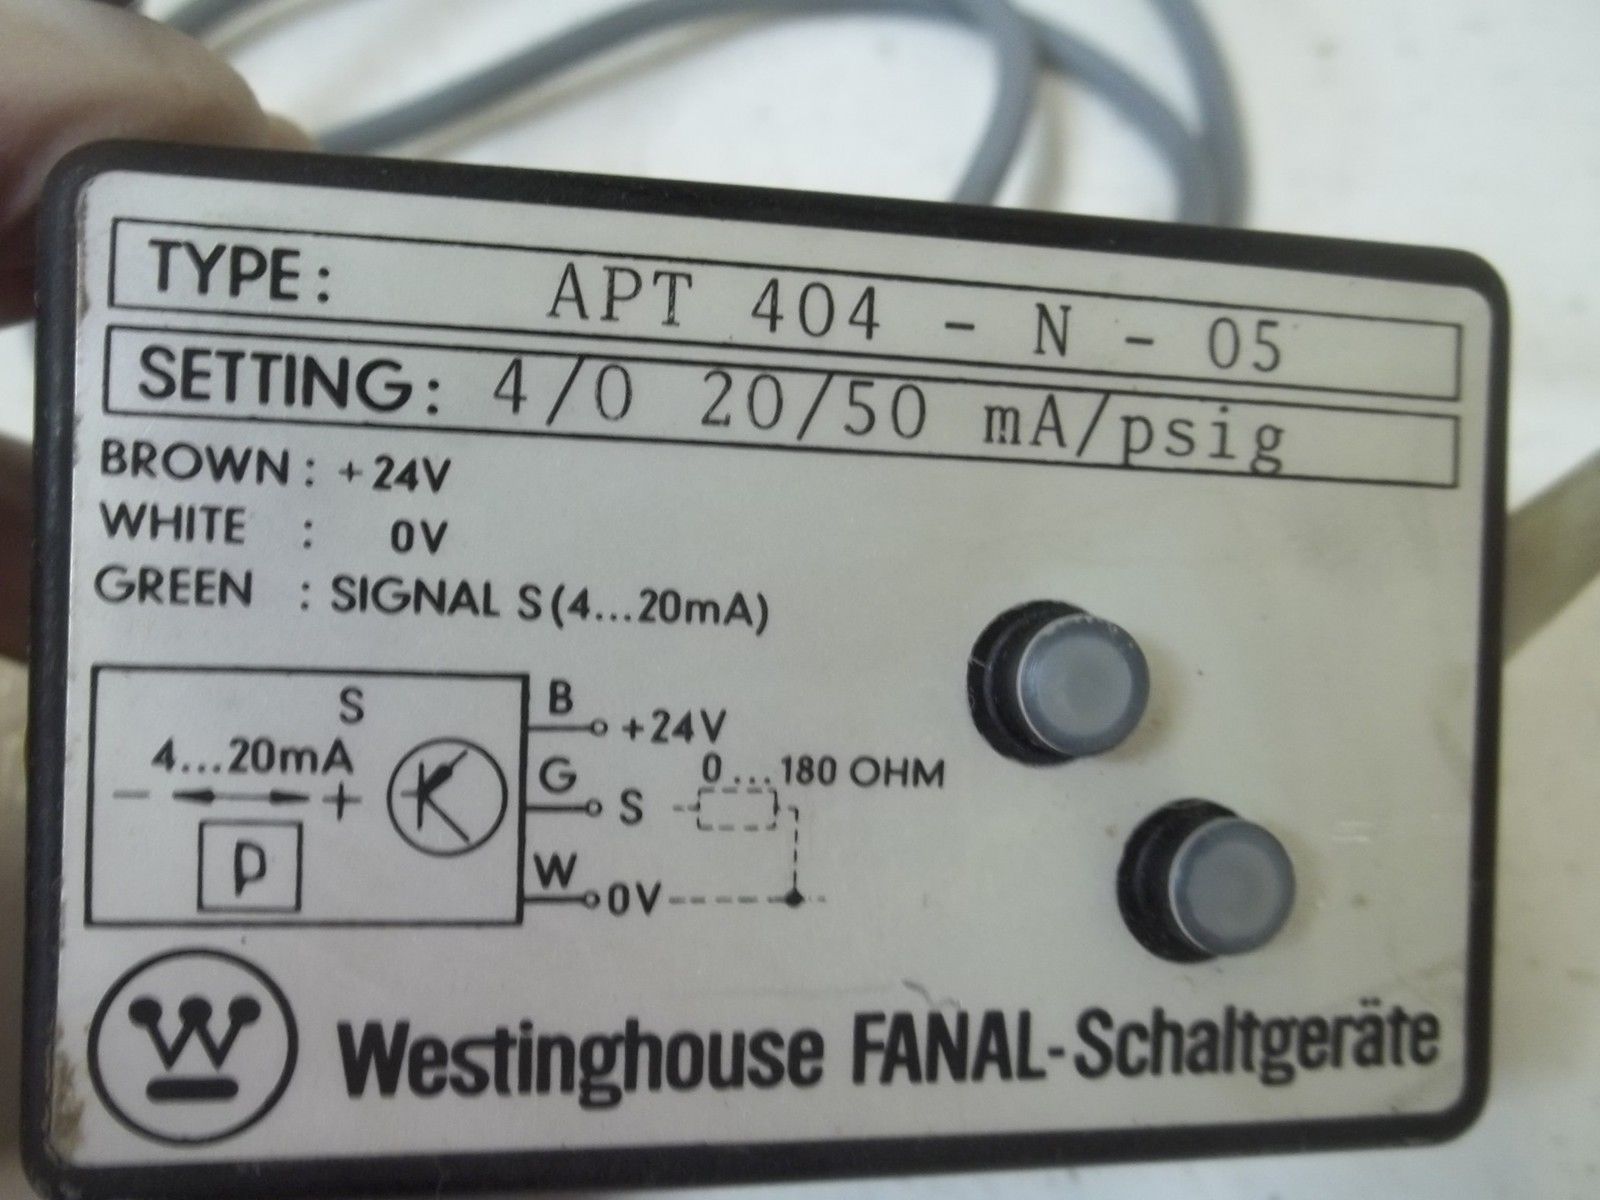 TYPE: APT 404 - N - 05
SETTING: 4/0 20/50 mA/psig
BROWN : +24V
WHITE : 0V
GREEN : SIGNAL S (4...20mA)
S
4...20mA
- +
P
B
+24V
G
S
0...180 OHM
W
0V
W
Westinghouse FANAL-Schaltgeräte